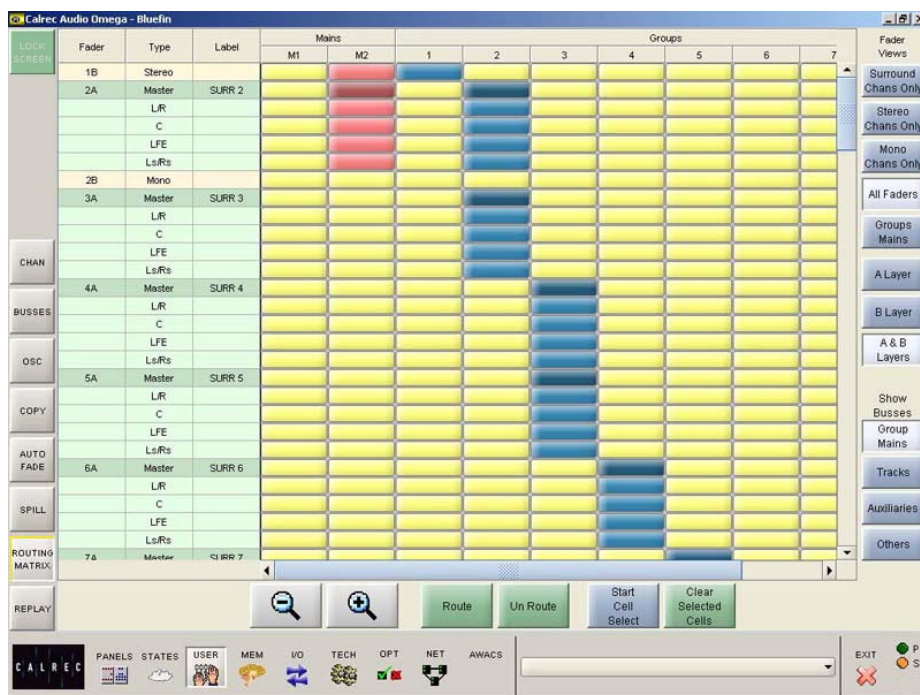 Calrec Audio Omega - Bluefin
LOCK SCREEN
Fader Type Label Mains Groups
M1 M2 1 2 3 4 5 6 7
1B Stereo
2A Master SURR 2
L/R
C
LFE
Ls/Rs
2B Mono
3A Master SURR 3
L/R
C
LFE
Ls/Rs
4A Master SURR 4
L/R
C
LFE
Ls/Rs
5A Master SURR 5
L/R
C
LFE
Ls/Rs
6A Master SURR 6
L/R
C
LFE
Ls/Rs
7A Master SURR 7
CHAN
BUSSES
OSC
COPY
AUTO FADE
SPILL
ROUTING MATRIX
REPLAY
Fader Views
Surround Chans Only
Stereo Chans Only
Mono Chans Only
All Faders
Groups Mains
A Layer
B Layer
A & B Layers
Show Busses
Group Mains
Tracks
Auxiliaries
Others
Route
Un Route
Start Cell Select
Clear Selected Cells
CALREC
PANELS STATES USER MEM I/O TECH OPT NET AWACS
EXIT
P
S